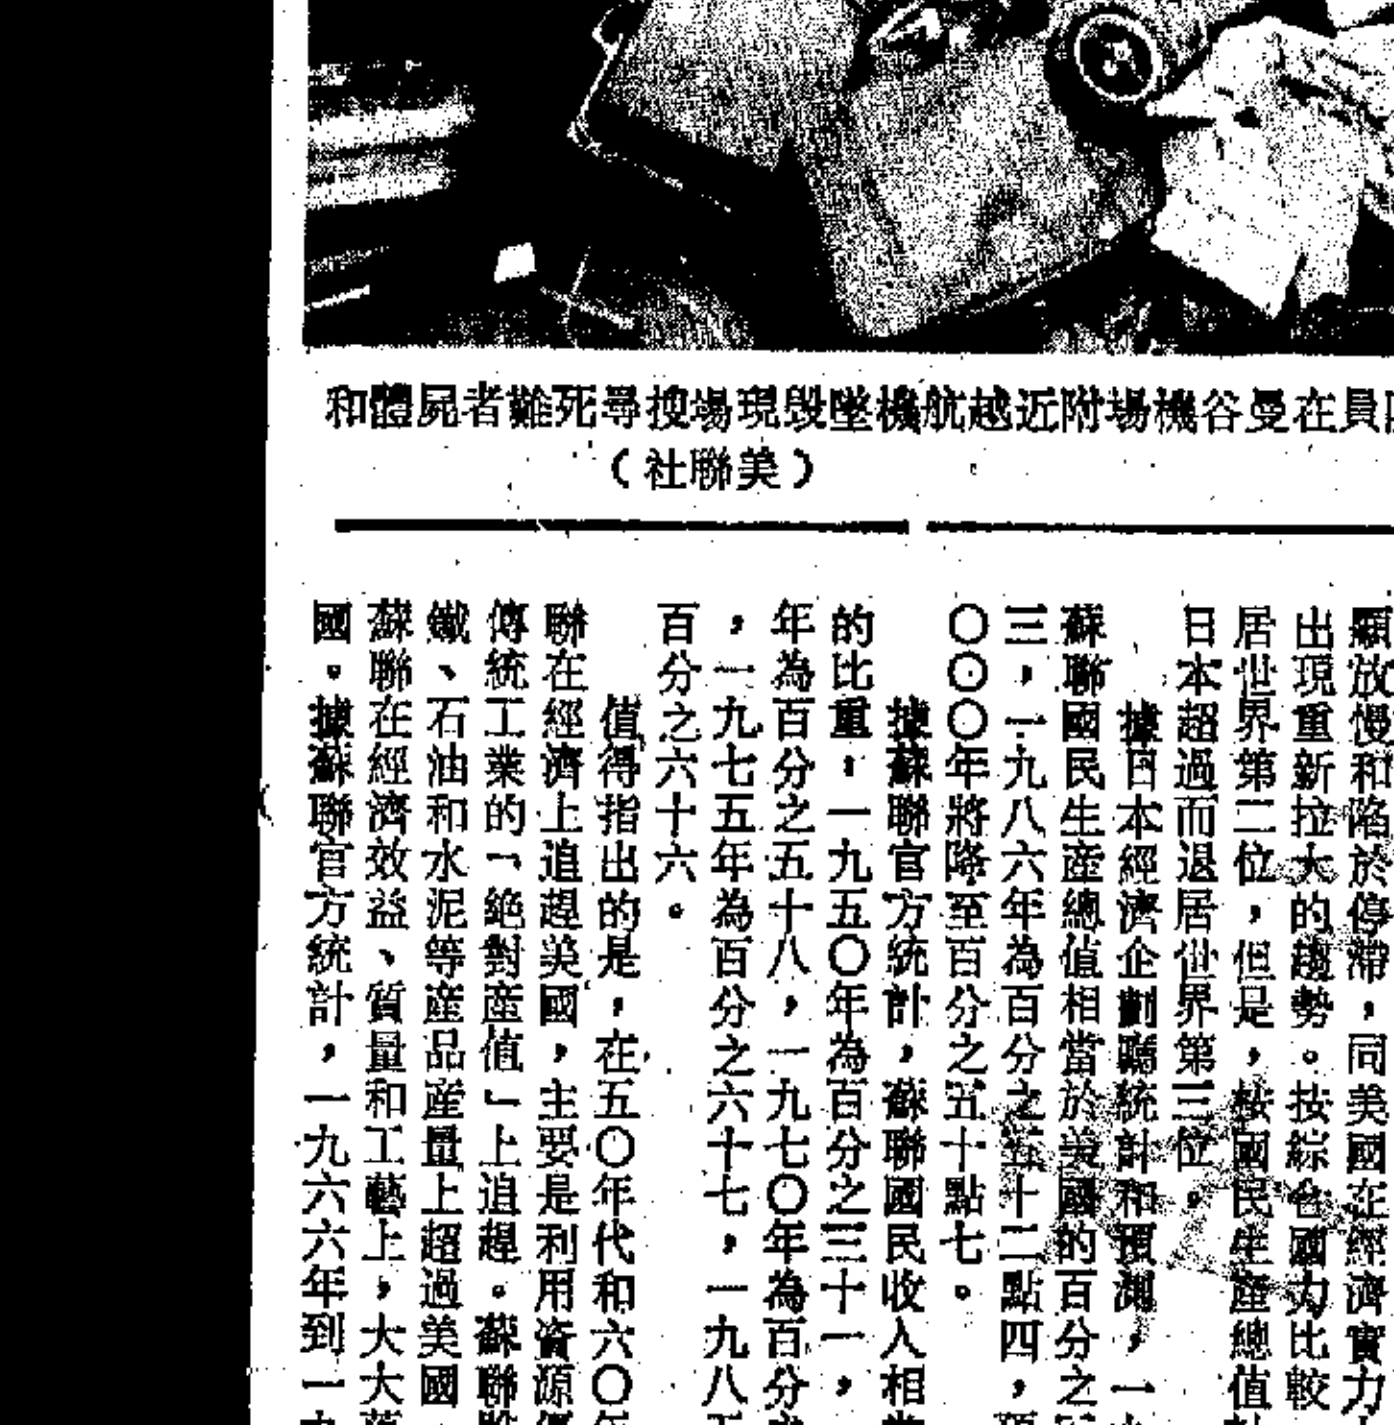 員在曼谷機場附近越航機墜毀現場搜尋死難者屍體和
（美聯社）
顯放慢和陷於停滯，同美國在經濟實力
出現重新拉大的趨勢。按綜合國力比較
居世界第二位，但是，按國民生產總值
日本超過而退居世界第三位。
據日本經濟企劃廳統計和預測，一
蘇聯國民生產總值相當於美國的百分之
三，一九八六年為百分之五十二點四，
〇〇〇年將降至百分之五十點七。
據蘇聯官方統計，蘇聯國民收入相
的比重，一九五〇年為百分之三十一，
年為百分之五十八，一九七〇年為百分
，一九七五年為百分之六十七，一九八
百分之六十六。
值得指出的是，在五〇年代和六〇
聯在經濟上追趕美國，主要是利用資源
傳統工業的「絕對產值」上追趕。蘇聯
鐵、石油和水泥等產品產量上超過美國
蘇聯在經濟效益、質量和工藝上，大大
國。據蘇聯官方統計，一九六六年到一